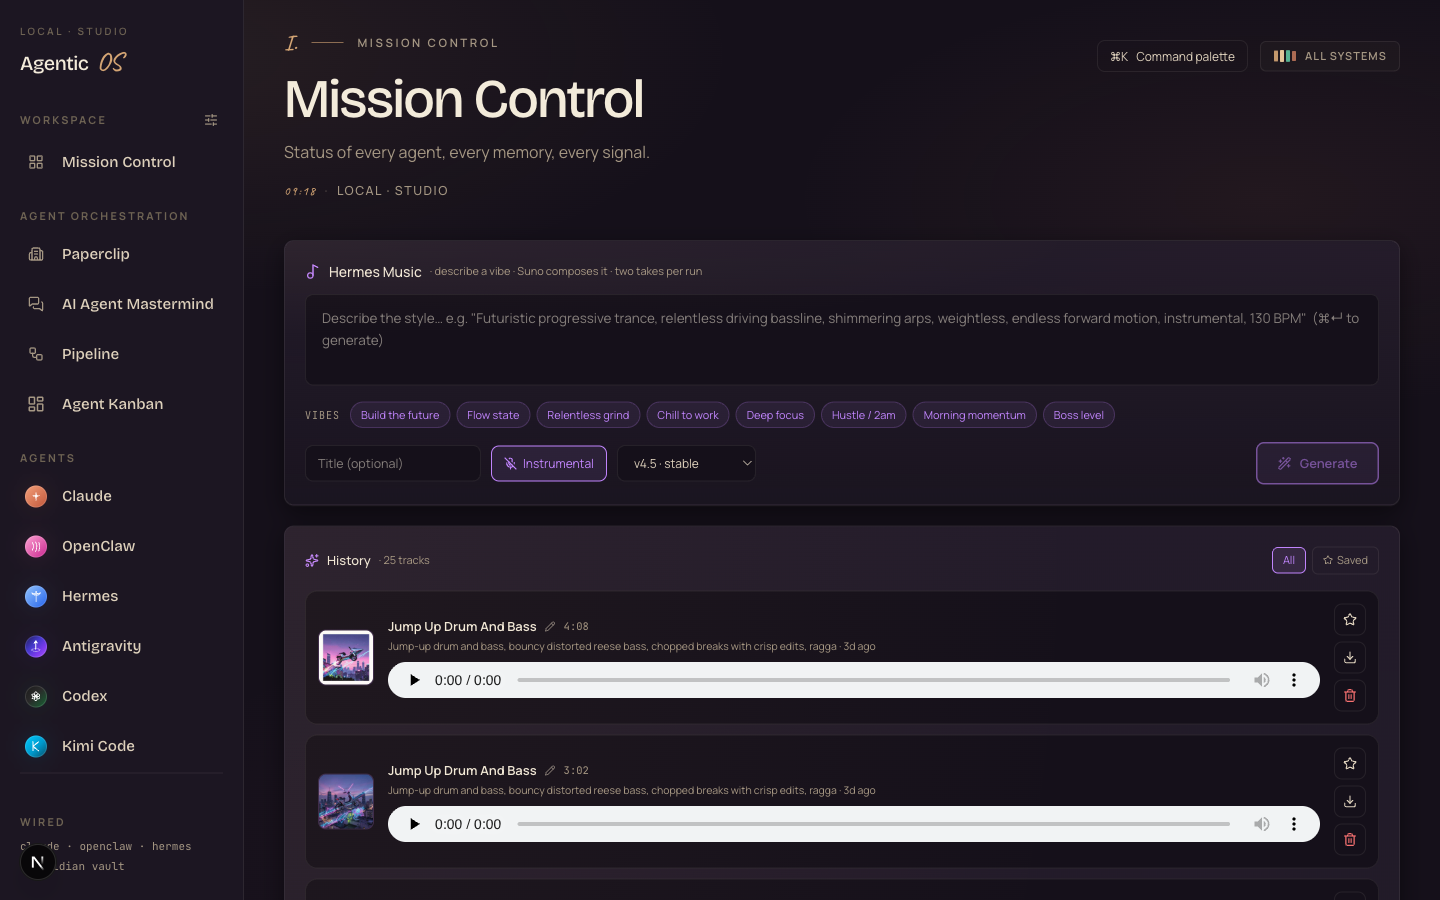 LOCAL · STUDIO
Agentic OS
WORKSPACE
Mission Control
AGENT ORCHESTRATION
Paperclip
AI Agent Mastermind
Pipeline
Agent Kanban
AGENTS
Claude
OpenClaw
Hermes
Antigravity
Codex
Kimi Code
WIRED
· openclaw · hermes
vault
I. MISSION CONTROL
⌘K Command palette
ALL SYSTEMS
Mission Control
Status of every agent, every memory, every signal.
09:18 · LOCAL · STUDIO
Hermes Music · describe a vibe · Suno composes it · two takes per run
Describe the style... e.g. "Futuristic progressive trance, relentless driving bassline, shimmering arps, weightless, endless forward motion, instrumental, 130 BPM" (⌘↵ to
generate)
VIBES Build the future Flow state Relentless grind Chill to work Deep focus Hustle / 2am Morning momentum Boss level
Title (optional) Instrumental v4.5 · stable Generate
History · 25 tracks All Saved
Jump Up Drum And Bass 4:08
Jump-up drum and bass, bouncy distorted reese bass, chopped breaks with crisp edits, ragga · 3d ago
0:00 / 0:00
Jump Up Drum And Bass 3:02
Jump-up drum and bass, bouncy distorted reese bass, chopped breaks with crisp edits, ragga · 3d ago
0:00 / 0:00